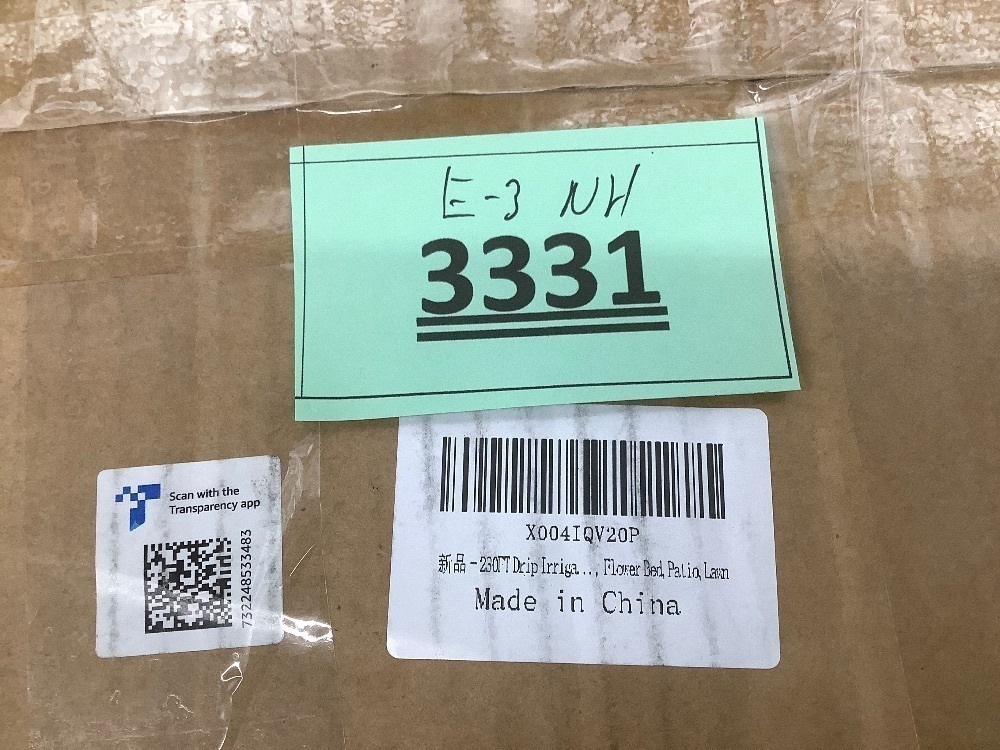 E-3 NH
3331
Scan with the
Transparency app
7322248533483
X004IQV20P
新品 - 230FT Drip Irriga..., Flower Bed, Patio, Lawn
Made in China